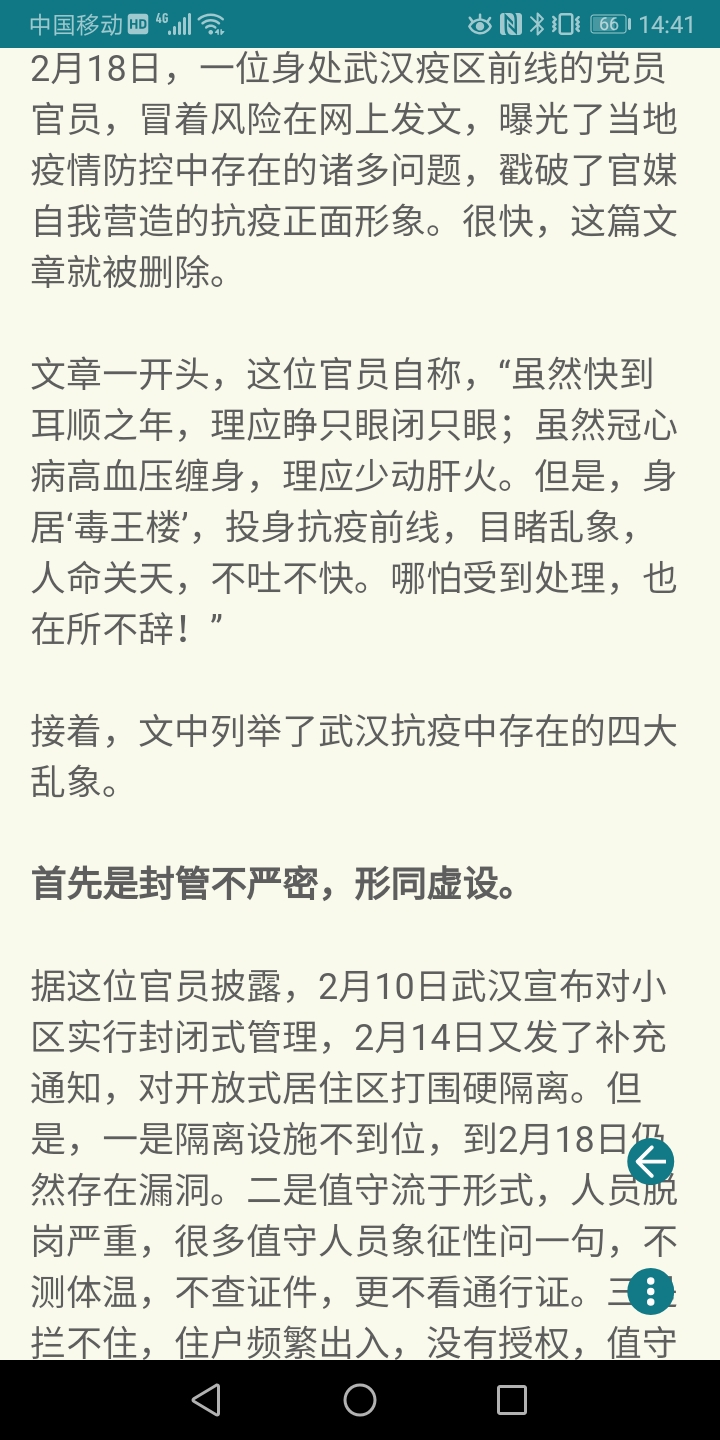 中国移动 HD 4G 66 14:41
2月18日，一位身处武汉疫区前线的党员
官员，冒着风险在网上发文，曝光了当地
疫情防控中存在的诸多问题，戳破了官媒
自我营造的抗疫正面形象。很快，这篇文
章就被删除。
文章一开头，这位官员自称，“虽然快到
耳顺之年，理应睁只眼闭只眼；虽然冠心
病高血压缠身，理应少动肝火。但是，身
居‘毒王楼’，投身抗疫前线，目睹乱象，
人命关天，不吐不快。哪怕受到处理，也
在所不辞！”
接着，文中列举了武汉抗疫中存在的四大
乱象。
首先是封管不严密，形同虚设。
据这位官员披露，2月10日武汉宣布对小
区实行封闭式管理，2月14日又发了补充
通知，对开放式居住区打围硬隔离。但
是，一是隔离设施不到位，到2月18日仍
然存在漏洞。二是值守流于形式，人员脱
岗严重，很多值守人员象征性问一句，不
测体温，不查证件，更不看通行证。三是
拦不住，住户频繁出入，没有授权，值守